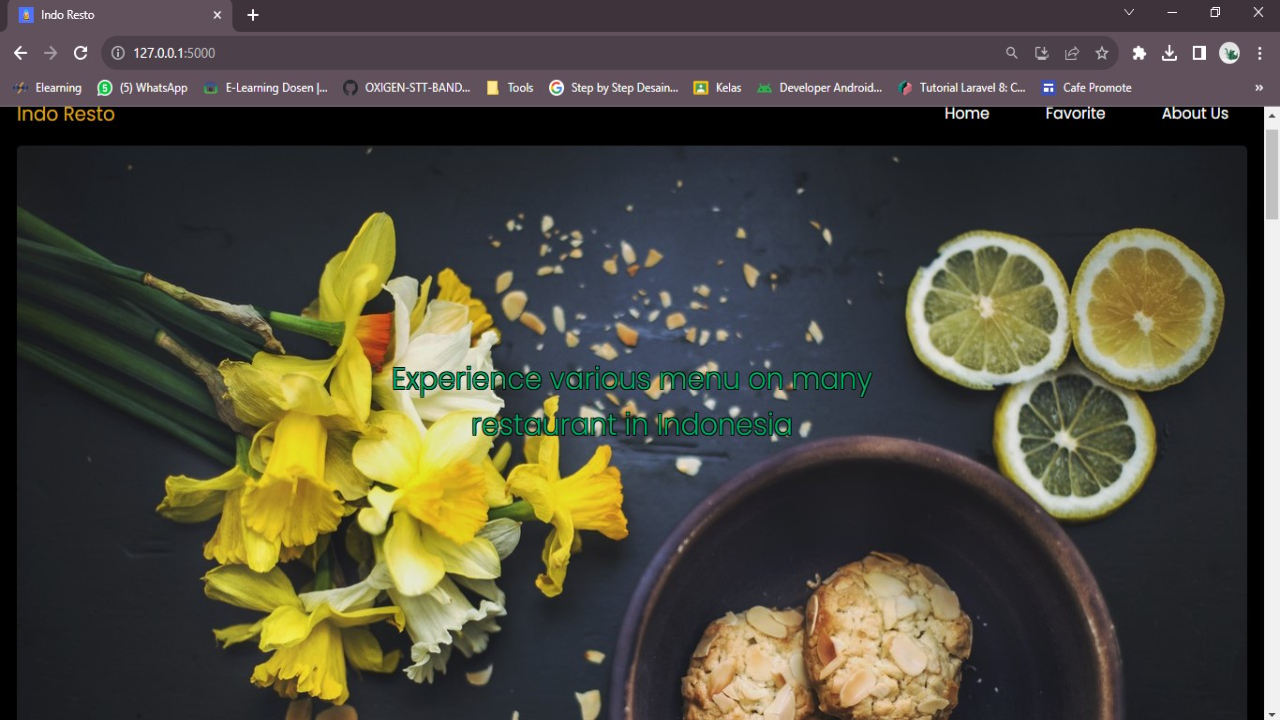 Indo Resto
127.0.0.1:5000
Elearning
(5) WhatsApp
E-Learning Dosen |...
OXIGEN-STT-BAND...
Tools
Step by Step Desain...
Kelas
Developer Android...
Tutorial Laravel 8: C...
Cafe Promote
»
Indo Resto
Home
Favorite
About Us
Experience various menu on many
restaurant in Indonesia